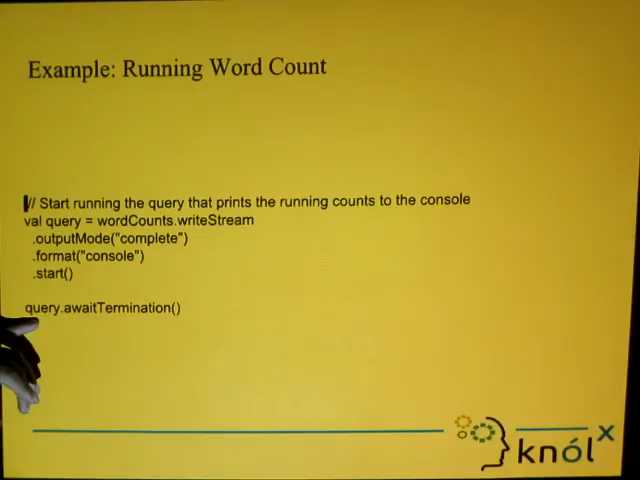 Example: Running Word Count
// Start running the query that prints the running counts to the console
val query = wordCounts.writeStream
.outputMode("complete")
.format("console")
.start()
query.awaitTermination()
knólx